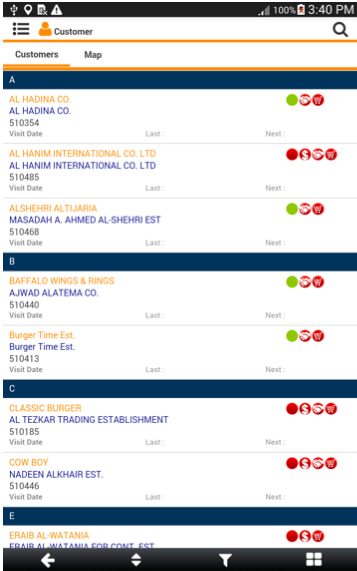 100% 3:40 PM
Customer
Customers Map
A
AL HADINA CO.
AL HADINA CO.
510354
Visit Date Last : Next :
AL HANIM INTERNATIONAL CO. LTD
AL HANIM INTERNATIONAL CO. LTD
510485
Visit Date Last : Next :
ALSHEHRI ALTIJARIA
MASADAH A. AHMED AL-SHEHRI EST
510468
Visit Date Last : Next :
B
BAFFALO WINGS & RINGS
AJWAD ALATEMA CO.
510440
Visit Date Last : Next :
Burger Time Est.
Burger Time Est.
510413
Visit Date Last : Next :
C
CLASSIC BURGER
AL TEZKAR TRADING ESTABLISHMENT
510185
Visit Date Last : Next :
COW BOY
NADEEN ALKHAIR EST.
510446
Visit Date Last : Next :
E
ERAIB AL-WATANIA
ERAIB AL-WATANIA FOR CONT. EST